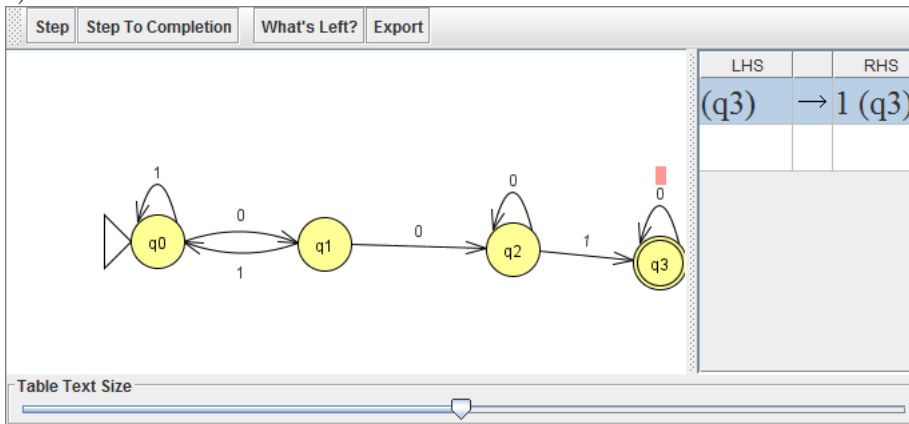 Step Step To Completion What's Left? Export
LHS RHS
(q3) → 1 (q3)
1 0 0
0 0
q0 1 q1 q2 1 q3
Table Text Size